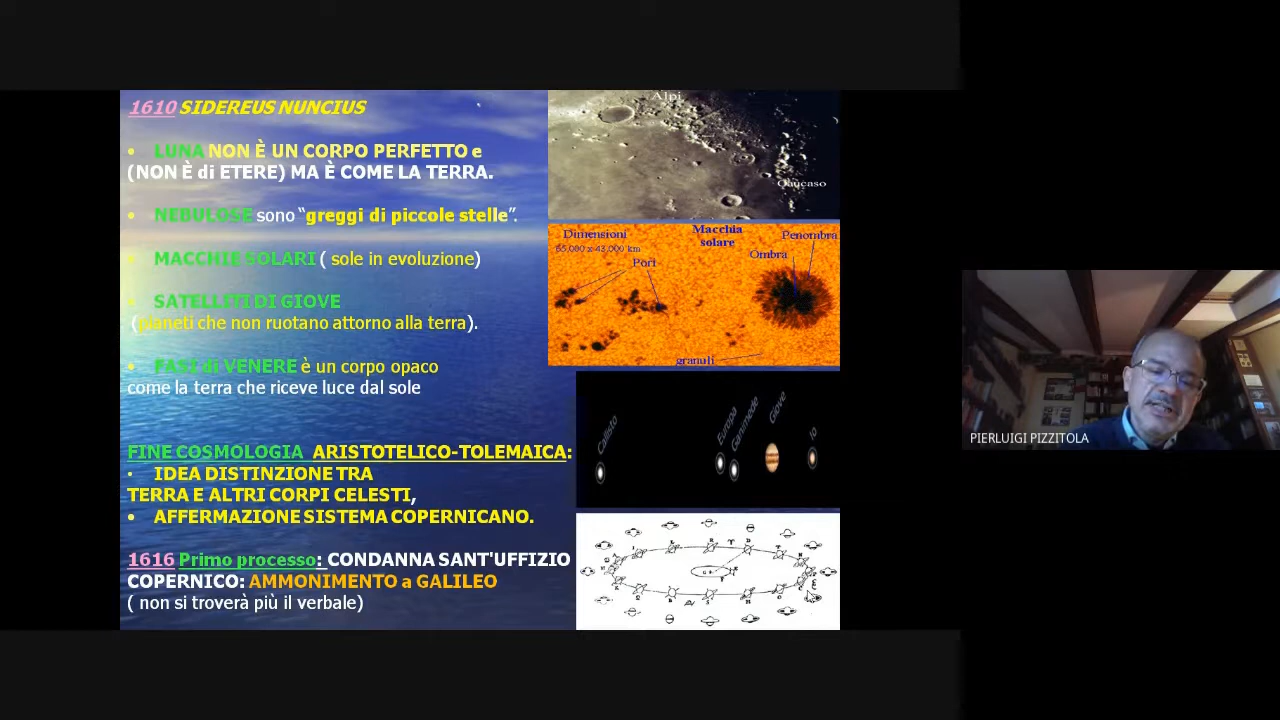 1610 SIDEREUS NUNCIUS
• LUNA NON È UN CORPO PERFETTO e
(NON È di ETERE) MA È COME LA TERRA.
• NEBULOSE sono “greggi di piccole stelle”.
• MACCHIE SOLARI ( sole in evoluzione)
• SATELLITI DI GIOVE
(pianeti che non ruotano attorno alla terra).
• FASI di VENERE è un corpo opaco
come la terra che riceve luce dal sole
FINE COSMOLOGIA ARISTOTELICO-TOLEMAICA:
• IDEA DISTINZIONE TRA
TERRA E ALTRI CORPI CELESTI,
• AFFERMAZIONE SISTEMA COPERNICANO.
1616 Primo processo: CONDANNA SANT'UFFIZIO
COPERNICO: AMMONIMENTO a GALILEO
( non si troverà più il verbale)
Alpi
Caucaso
Dimensioni
65.000 x 43.000 km
Macchia
solare
Penombra
Ombra
Pori
granuli
Callisto
Europa
Ganimede
Giove
Io
PIERLUIGI PIZZITOLA